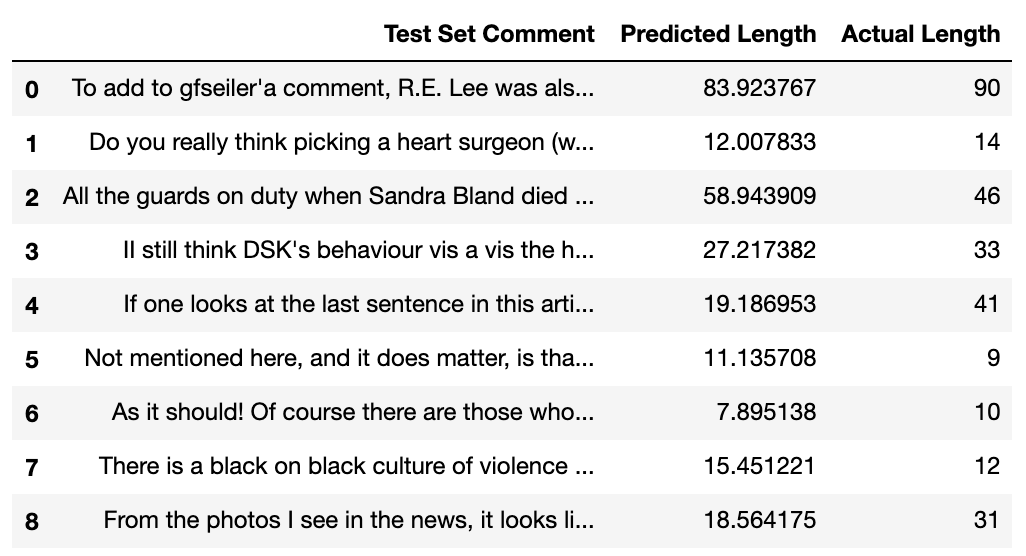 Test Set Comment Predicted Length Actual Length
0 To add to gfseiler'a comment, R.E. Lee was als... 83.923767 90
1 Do you really think picking a heart surgeon (w... 12.007833 14
2 All the guards on duty when Sandra Bland died ... 58.943909 46
3 II still think DSK's behaviour vis a vis the h... 27.217382 33
4 If one looks at the last sentence in this arti... 19.186953 41
5 Not mentioned here, and it does matter, is tha... 11.135708 9
6 As it should! Of course there are those who... 7.895138 10
7 There is a black on black culture of violence ... 15.451221 12
8 From the photos I see in the news, it looks li... 18.564175 31